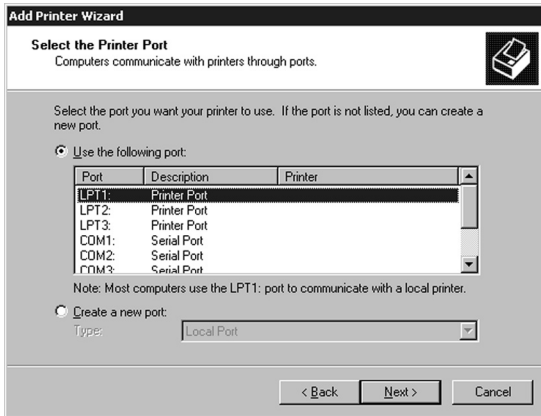 Add Printer Wizard
Select the Printer Port
Computers communicate with printers through ports.
Select the port you want your printer to use. If the port is not listed, you can create a
new port.
Use the following port:
Port Description Printer
LPT1: Printer Port
LPT2: Printer Port
LPT3: Printer Port
COM1: Serial Port
COM2: Serial Port
COM3: Serial Port
Note: Most computers use the LPT1: port to communicate with a local printer.
Create a new port:
Type: Local Port
< Back Next > Cancel